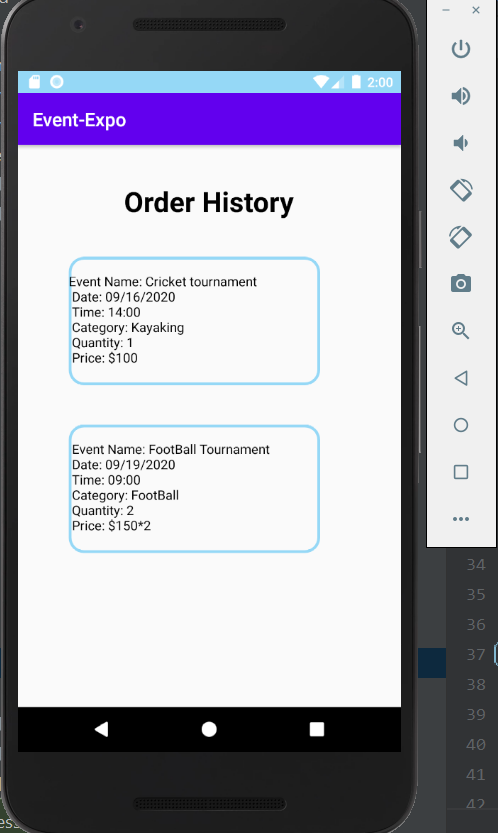 2:00
Event-Expo
Order History
Event Name: Cricket tournament
Date: 09/16/2020
Time: 14:00
Category: Kayaking
Quantity: 1
Price: $100
Event Name: FootBall Tournament
Date: 09/19/2020
Time: 09:00
Category: FootBall
Quantity: 2
Price: $150*2
34
35
36
37
38
39
40
41
42